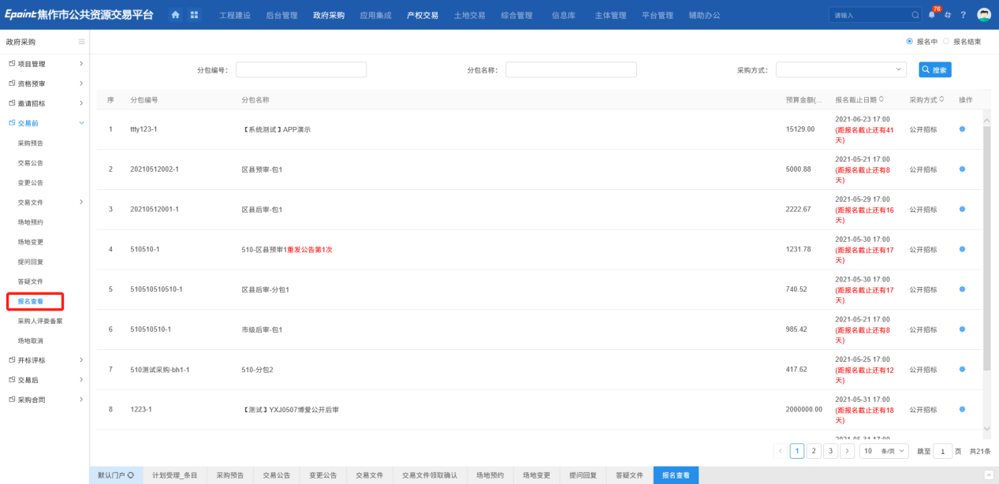 Epoint焦作市公共资源交易平台 工程建设 后台管理 政府采购 应用集成 产权交易 土地交易 综合管理 信息库 主体管理 平台管理 辅助办公 请输入 76 ?
政府采购
报名中 报名结束
项目管理
资格预审
邀请招标
交易前
采购预告
交易公告
变更公告
交易文件
场地预约
场地变更
提问回复
答疑文件
报名查看
采购人评委备案
场地取消
开标评标
交易后
采购合同
分包编号： 分包名称： 采购方式： 搜索
序 分包编号 分包名称 预算金额(... 报名截止日期 采购方式 操作
1 ttty123-1 【系统测试】APP演示 15129.00 2021-06-23 17:00 (距报名截止还有41天) 公开招标
2 20210512002-1 区县预审-包1 5000.88 2021-05-21 17:00 (距报名截止还有8天) 公开招标
3 20210512001-1 区县后审-包1 2222.67 2021-05-29 17:00 (距报名截止还有16天) 公开招标
4 510510-1 510-区县预审1重发公告第1次 1231.78 2021-05-30 17:00 (距报名截止还有17天) 公开招标
5 510510510510-1 区县后审-分包1 740.52 2021-05-30 17:00 (距报名截止还有17天) 公开招标
6 510510510-1 市级后审-包1 985.42 2021-05-21 17:00 (距报名截止还有8天) 公开招标
7 510测试采购-bh1-1 510-分包2 417.62 2021-05-25 17:00 (距报名截止还有12天) 公开招标
8 1223-1 【测试】YXJ0507博爱公开后审 2000000.00 2021-05-31 17:00 (距报名截止还有18天) 公开招标
2021-05-31 17:00
1 2 3 10 条/页 跳至 1 页 共21条
默认门户 计划受理_条目 采购预告 交易公告 变更公告 交易文件 交易文件领取确认 场地预约 场地变更 提问回复 答疑文件 报名查看